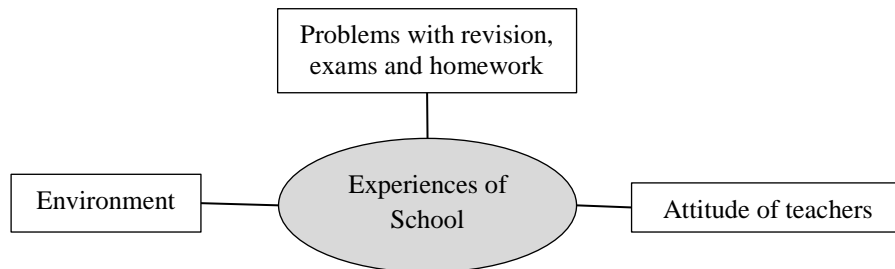 Problems with revision,
exams and homework
Environment
Experiences of
School
Attitude of teachers